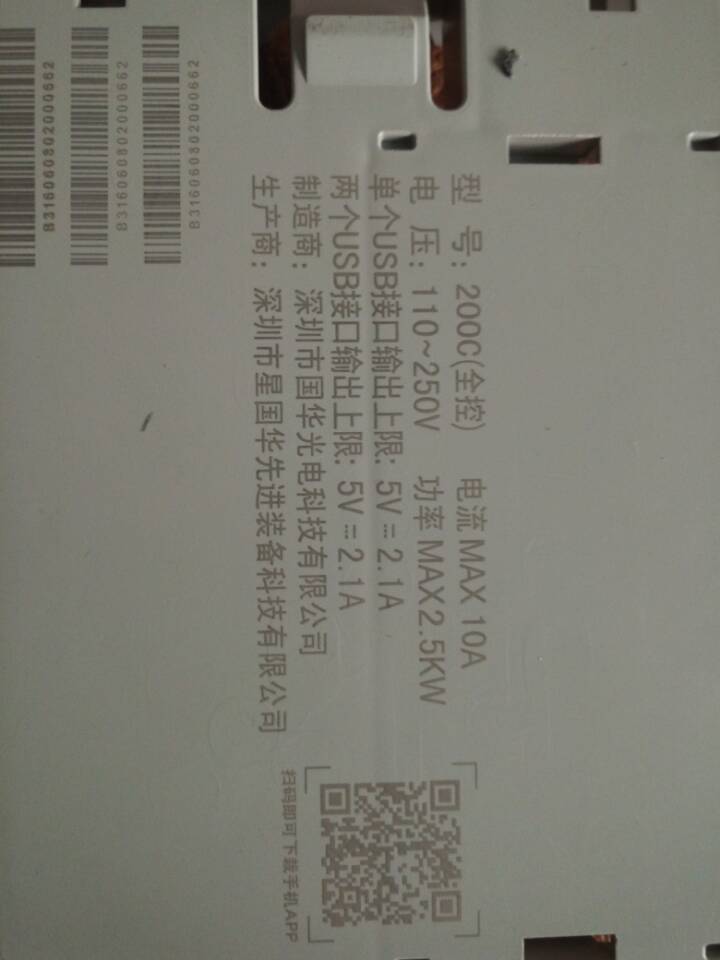 型 号：200C(全控) 电流 MAX 10A
电 压：110~250V 功率 MAX2.5KW
单个USB接口输出上限：5V⎓2.1A
两个USB接口输出上限：5V⎓2.1A
制造商：深圳市国华光电科技有限公司
生产商：深圳市星国华先进装备科技有限公司
扫码即可下载手机APP
B316060802000662
B316060802000662
B316060802000662